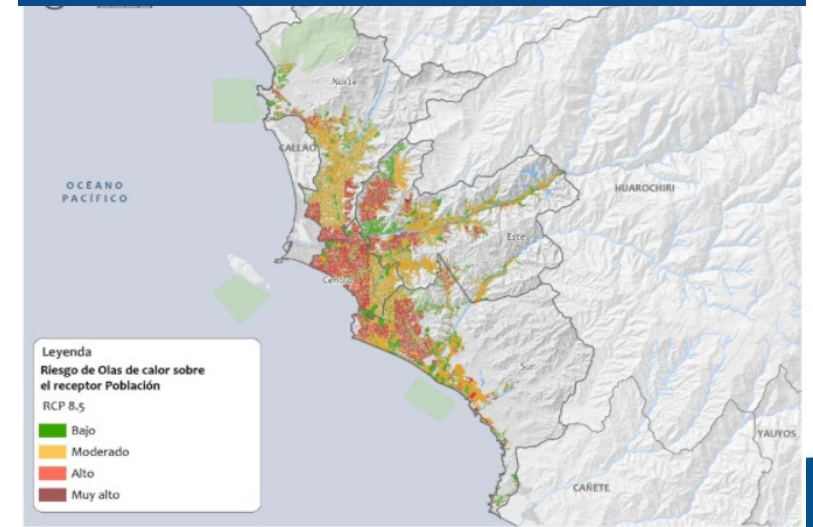 Norte
CALLAO
OCÉANO
PACÍFICO
HUAROCHIRI
Este
Centro
Sur
Leyenda
Riesgo de Olas de calor sobre
el receptor Población
RCP 8.5
Bajo
Moderado
Alto
Muy alto
YAUYOS
CAÑETE